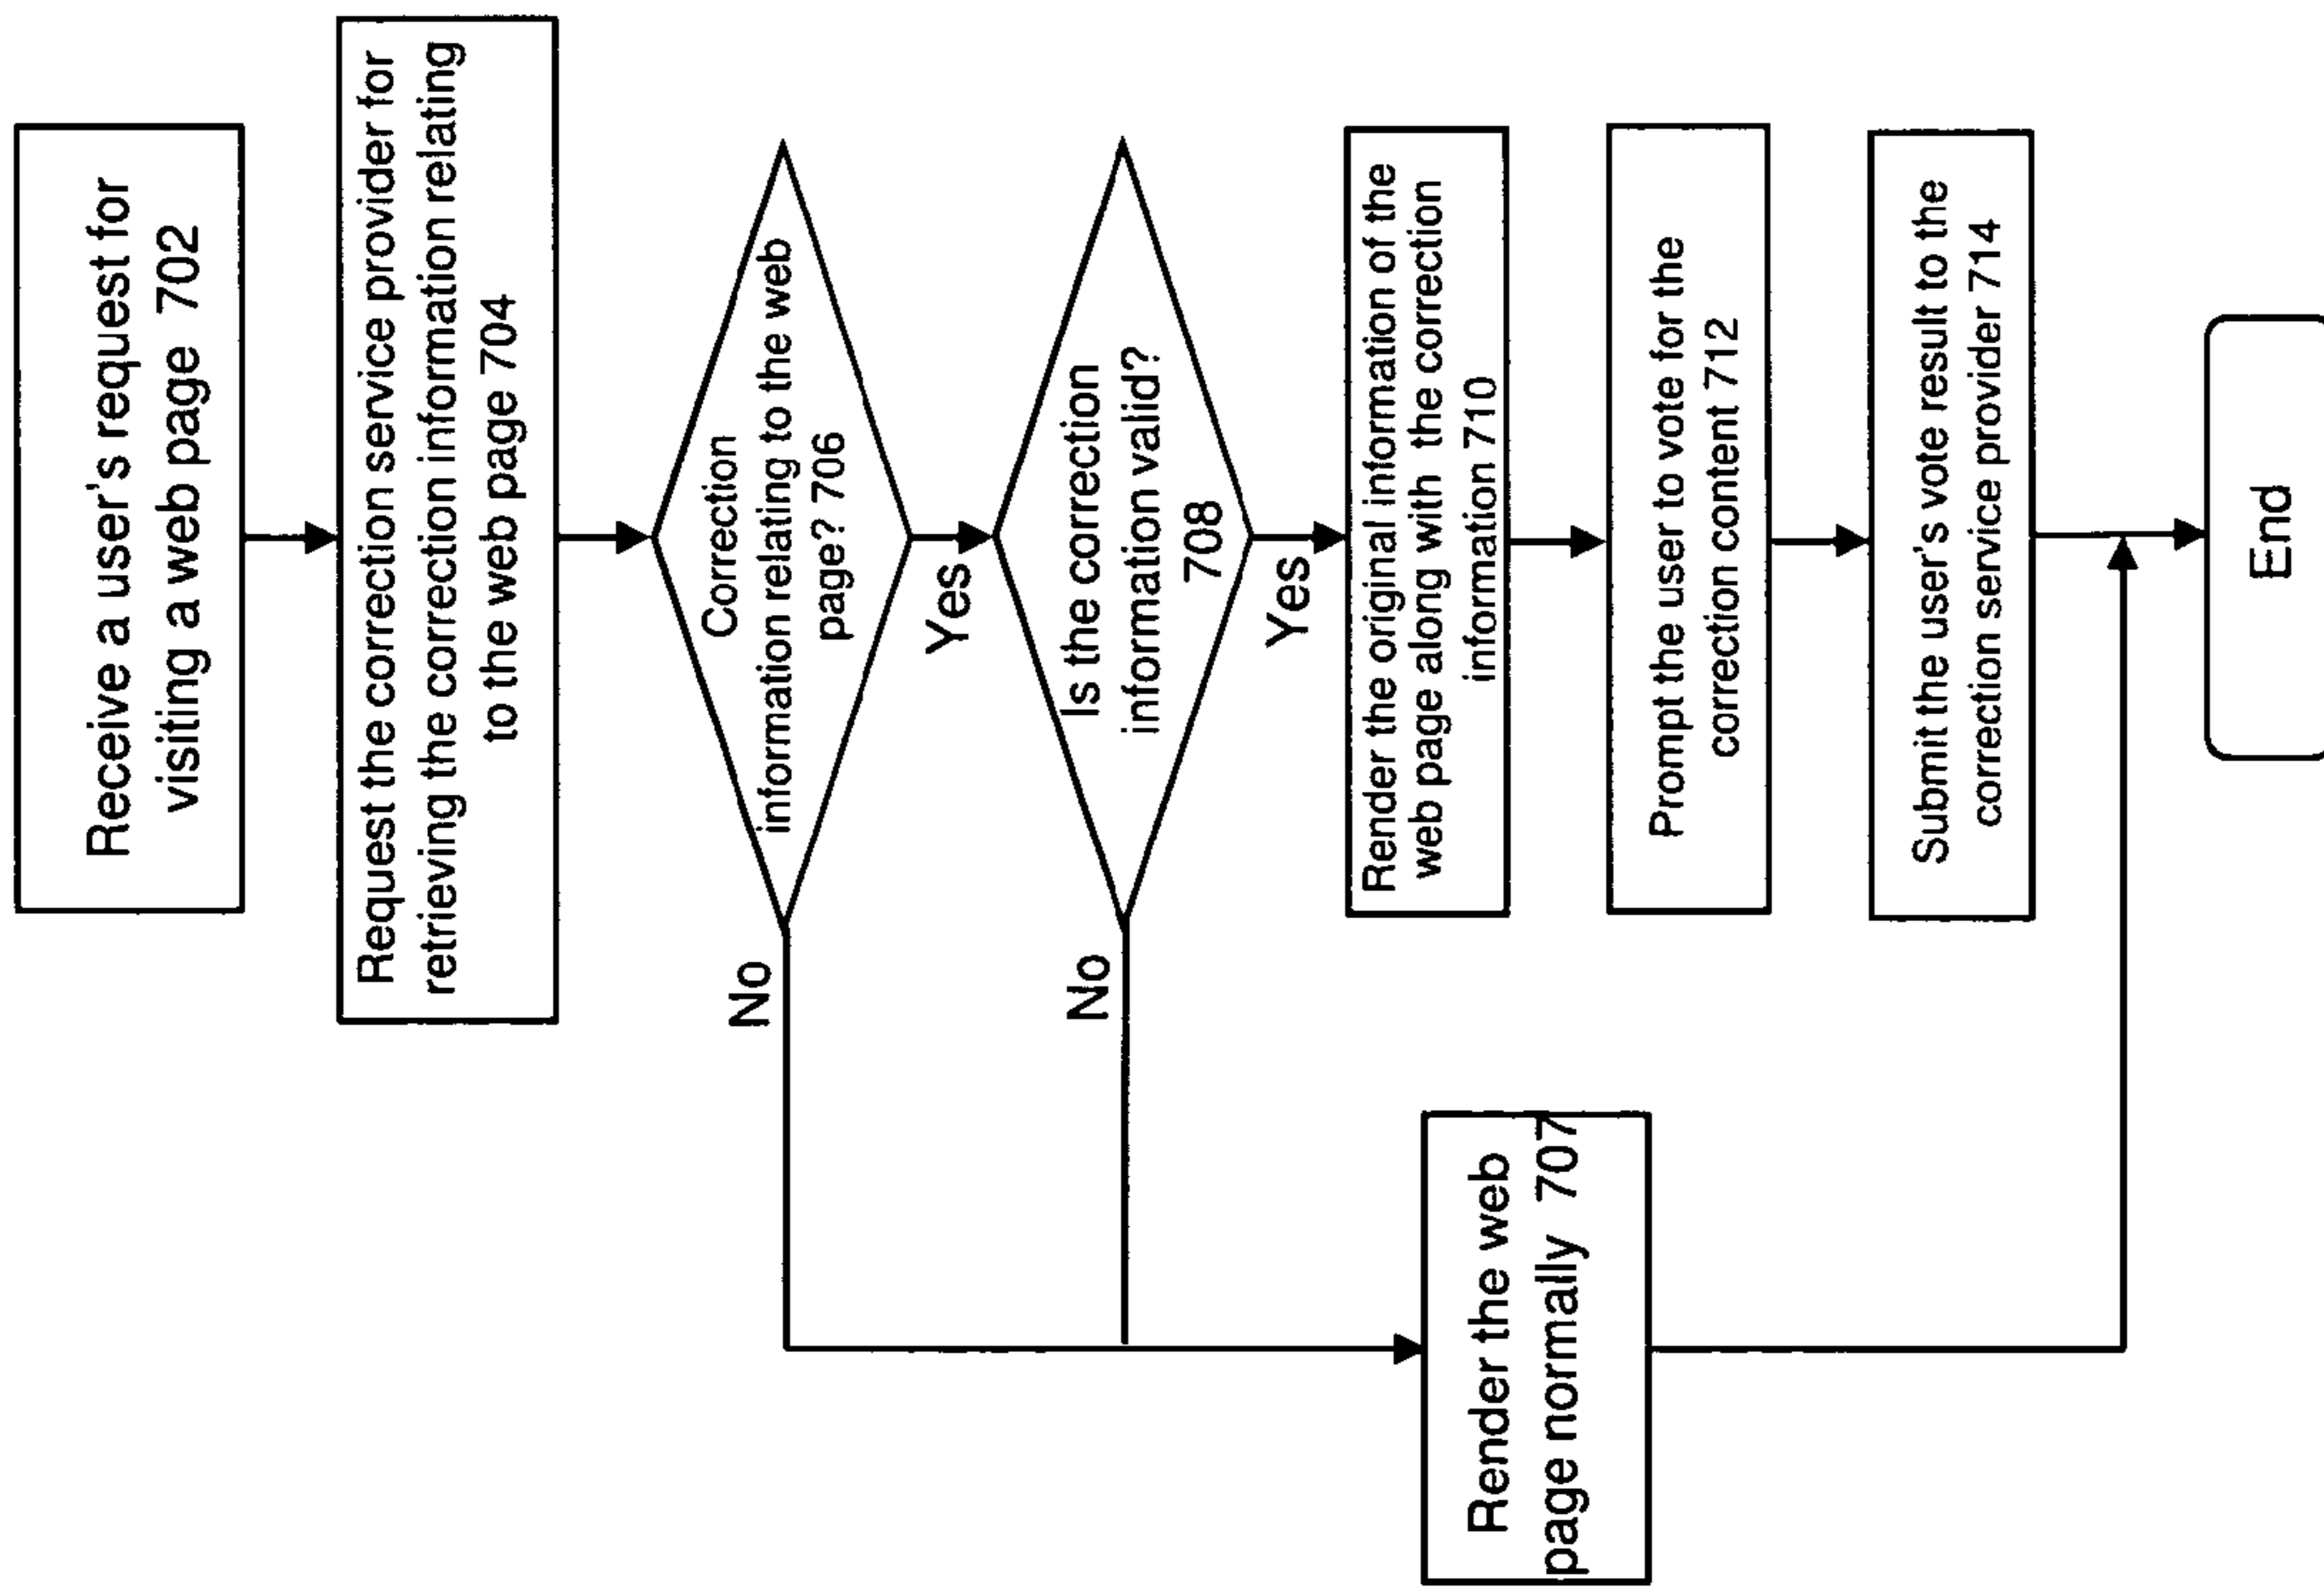 Receive a user's request for
visiting a web page 702
Request the correction service provider for
retrieving the correction information relating
to the web page 704
Correction
information relating to the web
page? 706
No
Yes
Is the correction
information valid?
708
No
Yes
Render the web
page normally 707
Render the original information of the
web page along with the correction
information 710
Prompt the user to vote for the
correction content 712
Submit the user's vote result to the
correction service provider 714
End